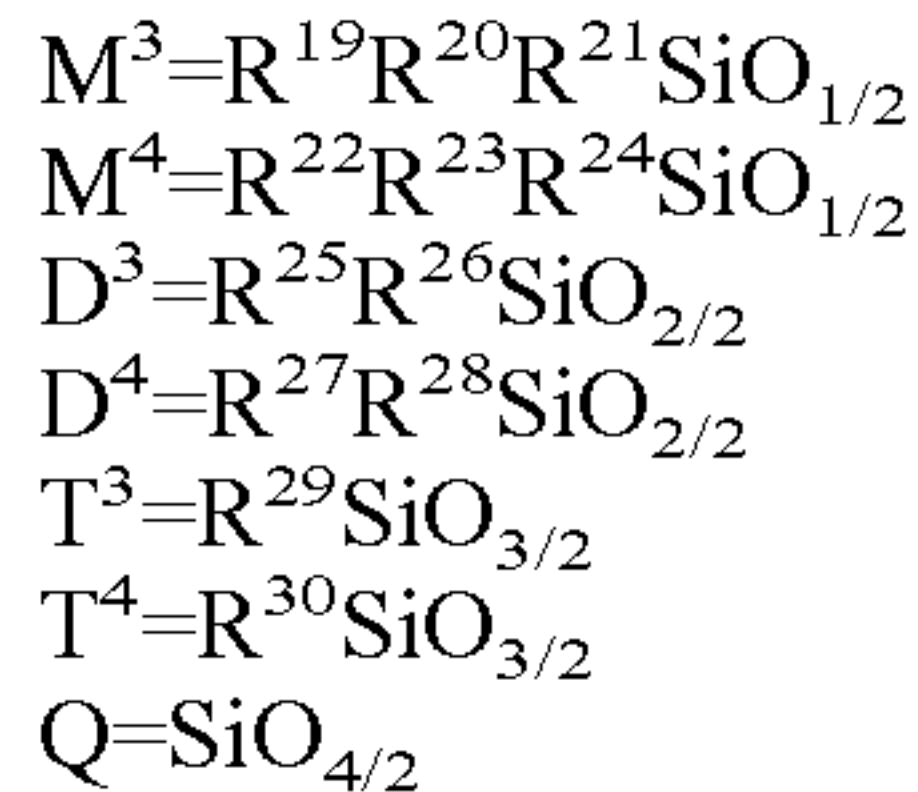 M³=R¹⁹R²⁰R²¹SiO₁/₂
M⁴=R²²R²³R²⁴SiO₁/₂
D³=R²⁵R²⁶SiO₂/₂
D⁴=R²⁷R²⁸SiO₂/₂
T³=R²⁹SiO₃/₂
T⁴=R³⁰SiO₃/₂
Q=SiO₄/₂